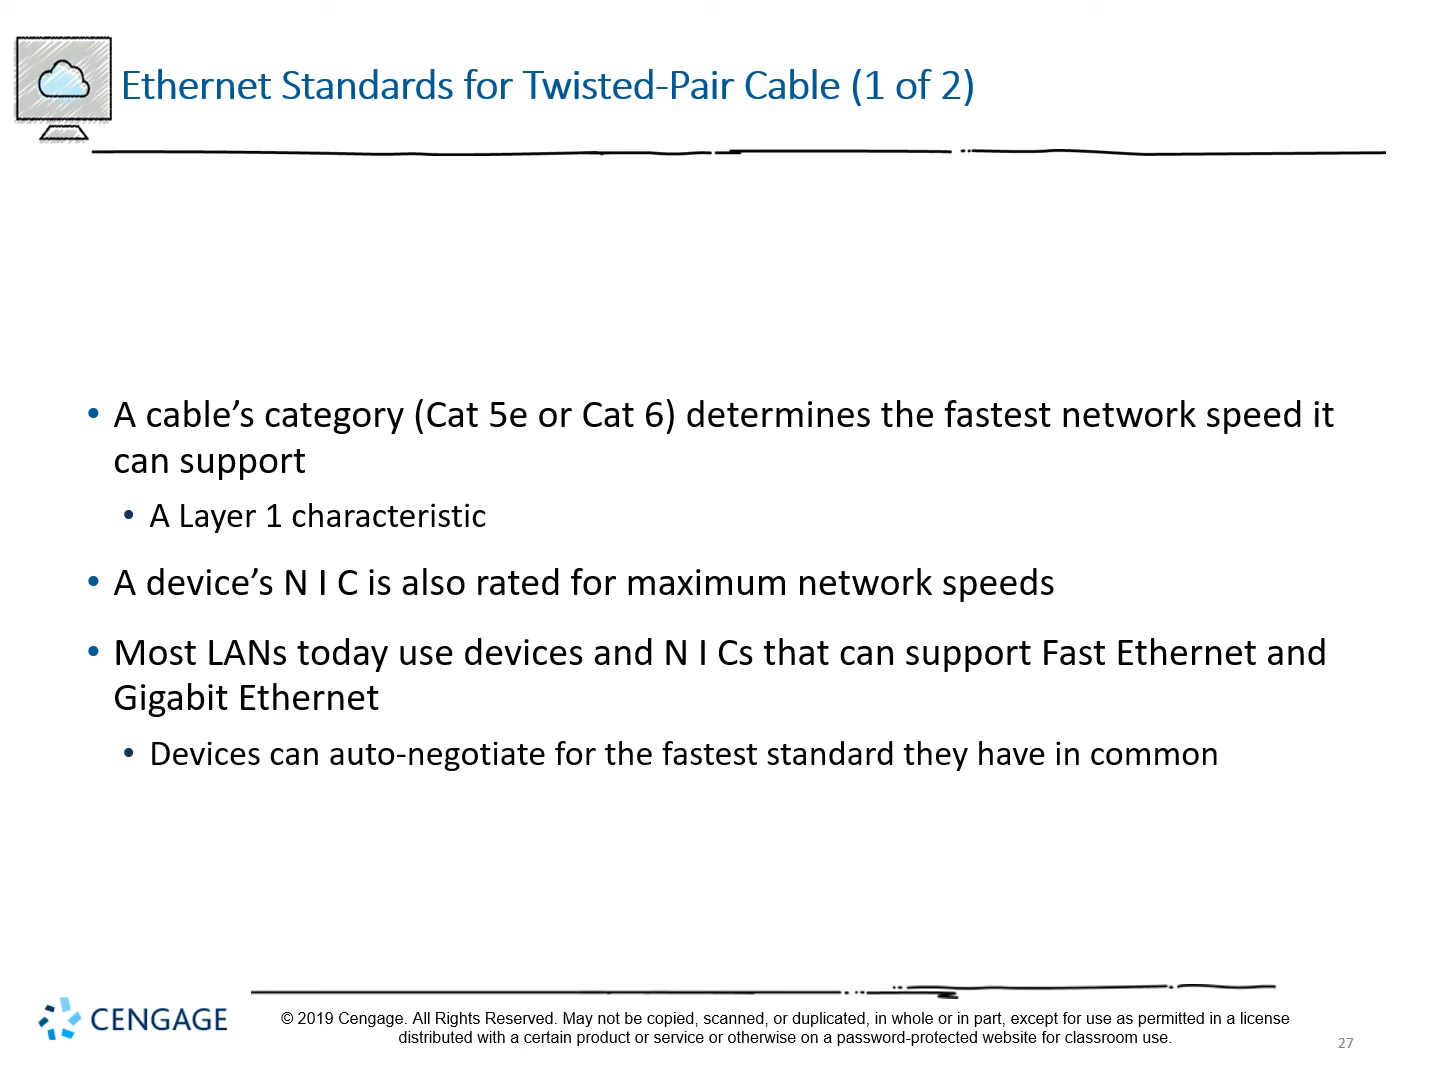 Ethernet Standards for Twisted-Pair Cable (1 of 2)
• A cable’s category (Cat 5e or Cat 6) determines the fastest network speed it
can support
• A Layer 1 characteristic
• A device’s N I C is also rated for maximum network speeds
• Most LANs today use devices and N I Cs that can support Fast Ethernet and
Gigabit Ethernet
• Devices can auto-negotiate for the fastest standard they have in common
CENGAGE
© 2019 Cengage. All Rights Reserved. May not be copied, scanned, or duplicated, in whole or in part, except for use as permitted in a license
distributed with a certain product or service or otherwise on a password-protected website for classroom use.
27